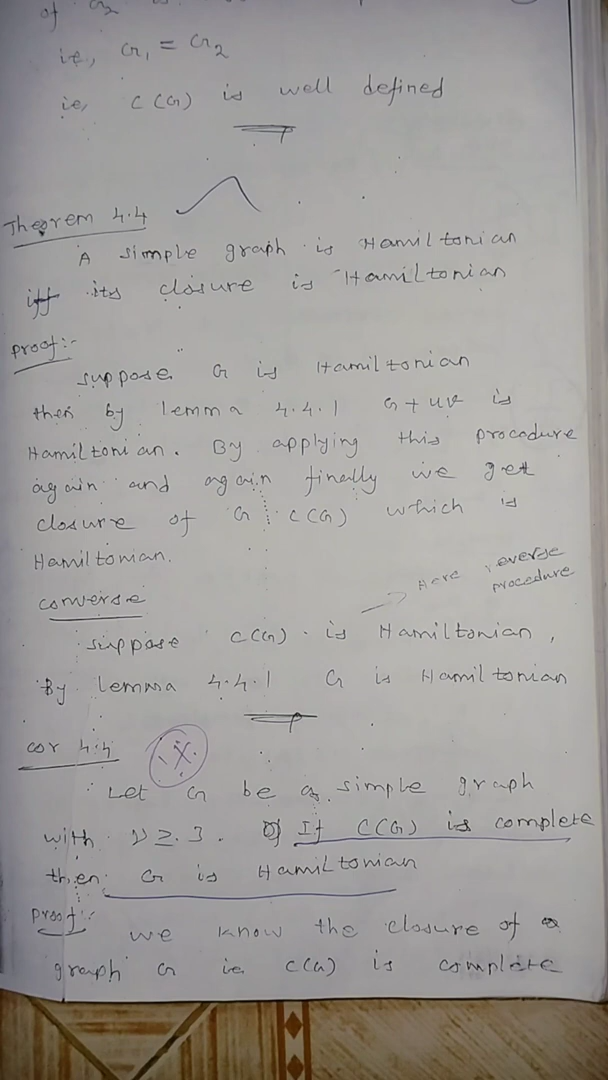 of G2 is
ie, G1 = G2
ie, C(G) is well defined
Theorem 4.4
A simple graph is Hamiltonian
iff its closure is Hamiltonian
proof:-
suppose G is Hamiltonian
then by lemma 4.4.1 G+uv is
Hamiltonian. By applying this procedure
again and again finally we get
closure of G C(G) which is
Hamiltonian.
converse
Here reverse
procedure
suppose C(G) is Hamiltonian,
By lemma 4.4.1 G is Hamiltonian
cor 4.4
Let G be a simple graph
with ν ≥ 3. If C(G) is complete
then G is Hamiltonian
proof:-
we know the closure of a
graph G ie C(G) is complete